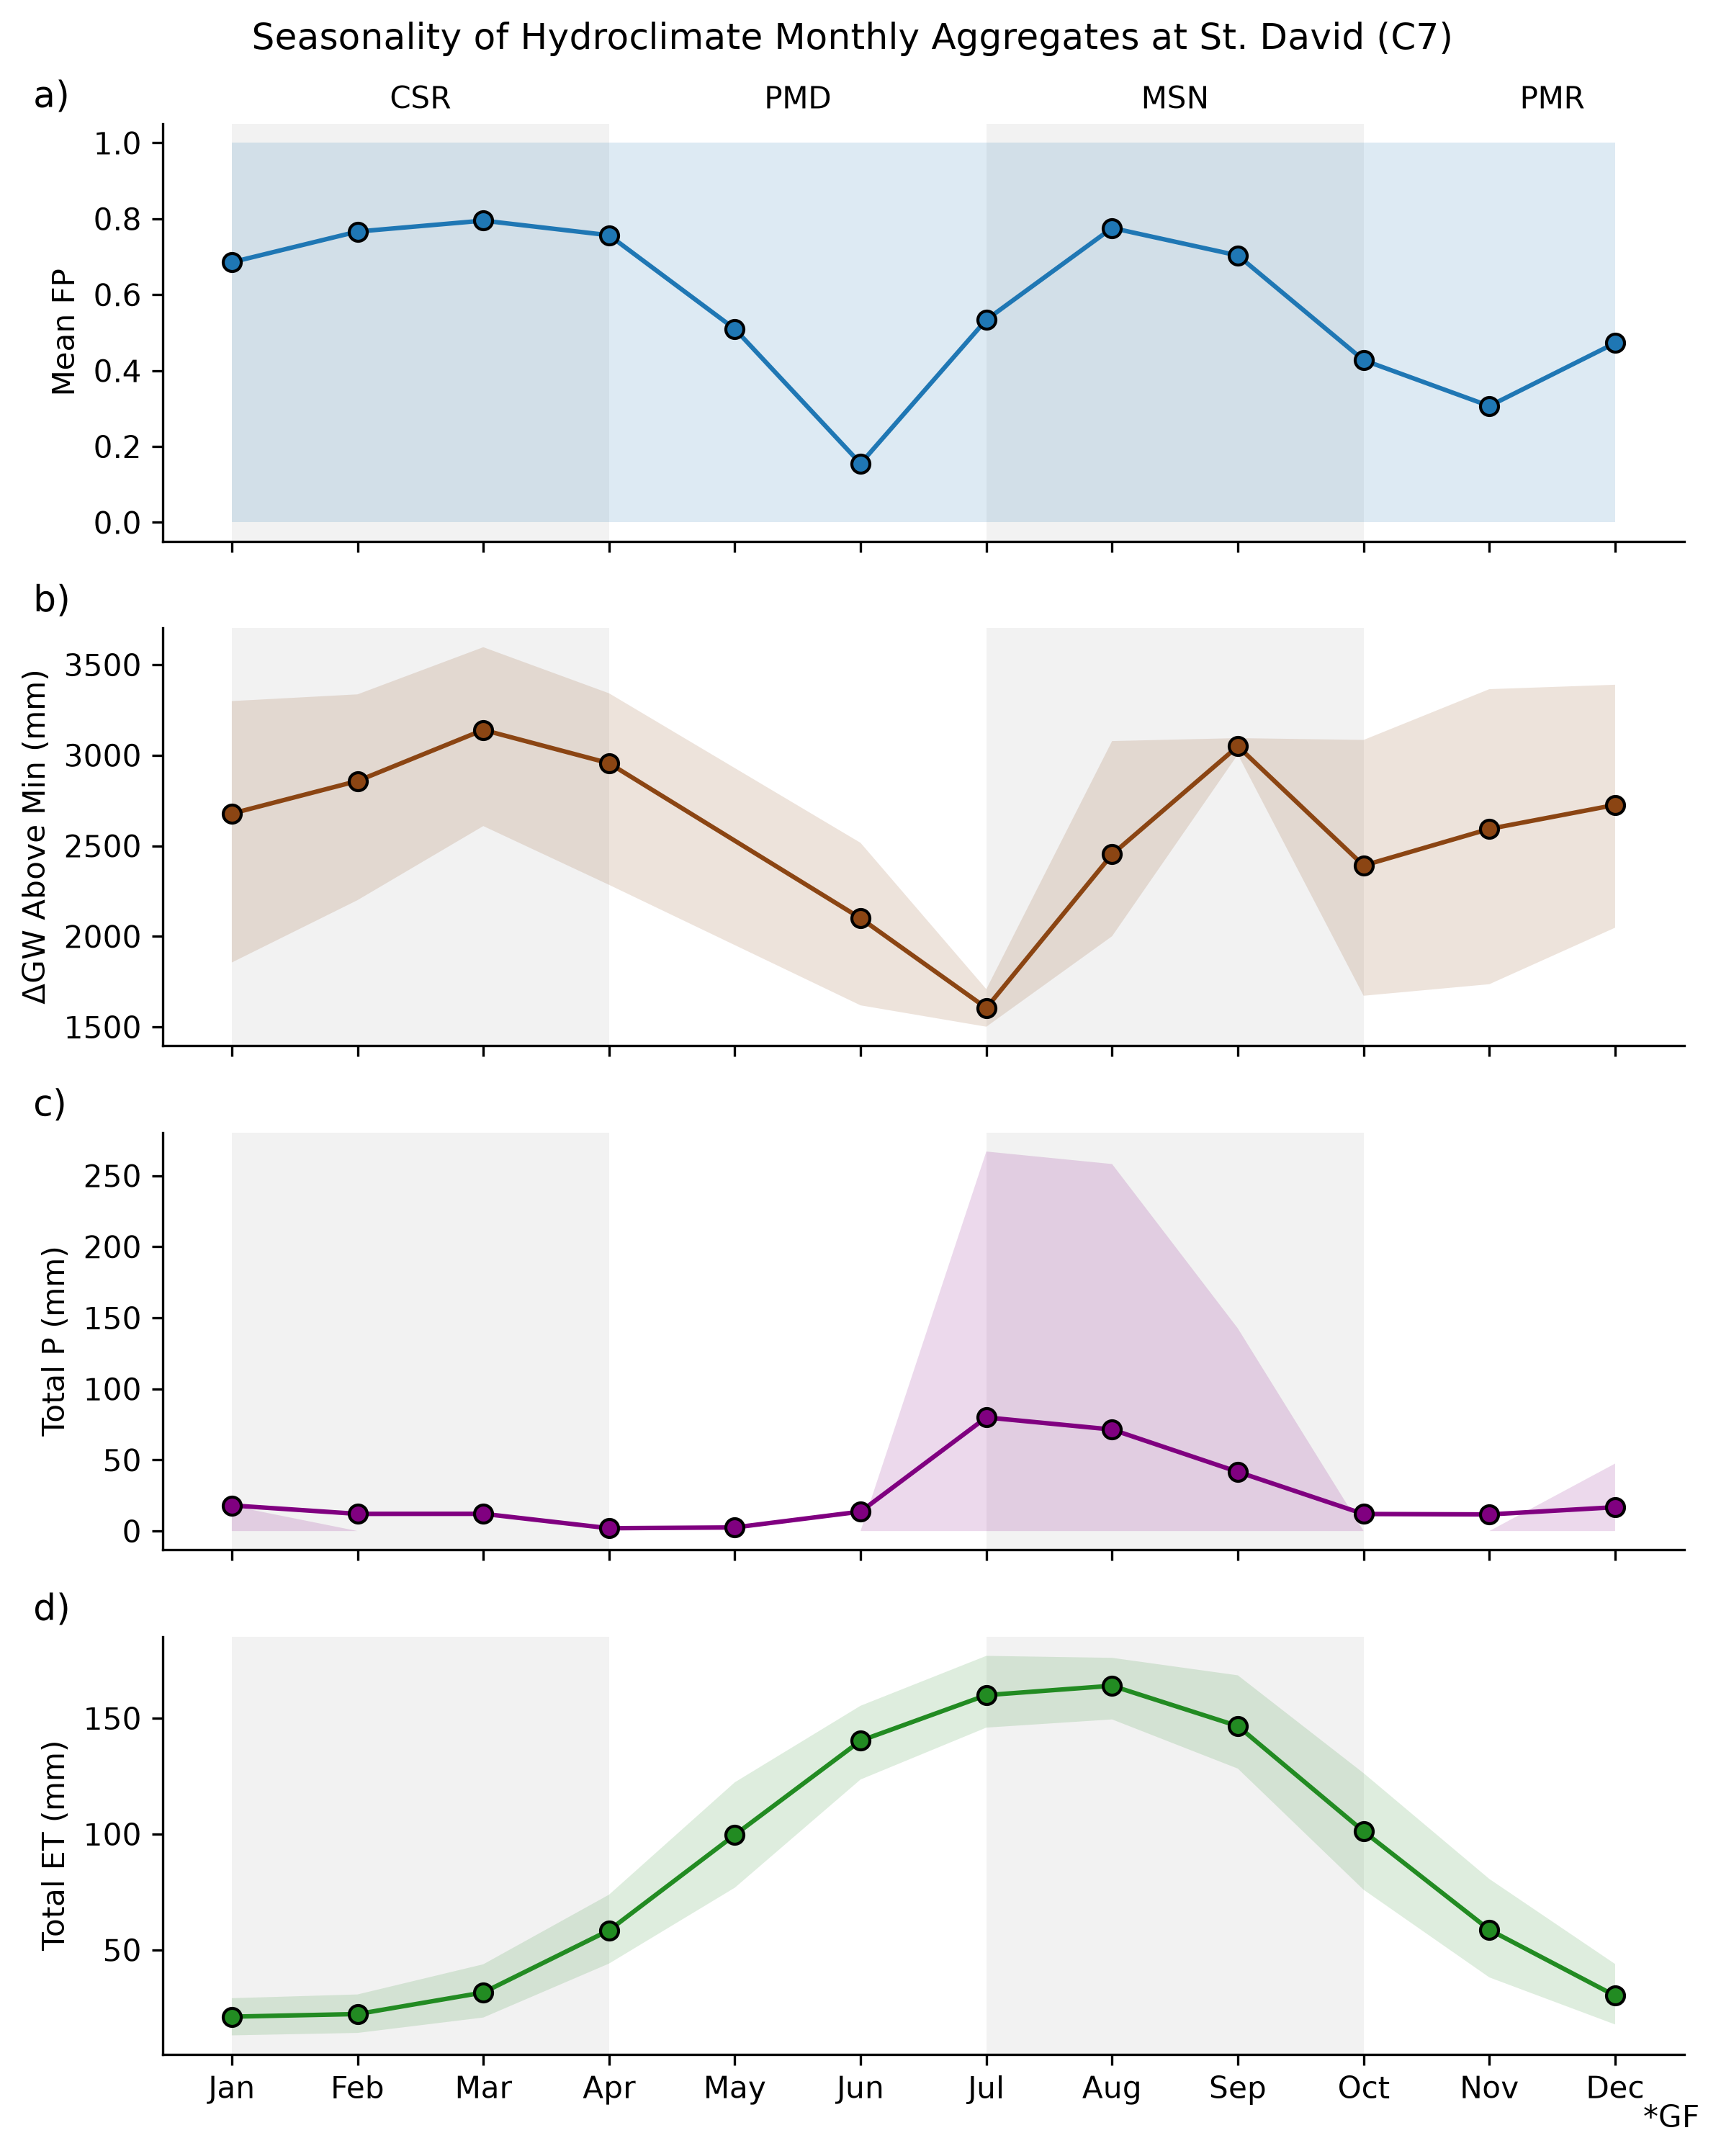 Seasonality of Hydroclimate Monthly Aggregates at St. David (C7)
a)
CSR PMD MSN PMR
Mean FP
1.0
0.8
0.6
0.4
0.2
0.0
b)
ΔGW Above Min (mm)
3500
3000
2500
2000
1500
c)
Total P (mm)
250
200
150
100
50
0
d)
Total ET (mm)
150
100
50
Jan Feb Mar Apr May Jun Jul Aug Sep Oct Nov Dec
*GF